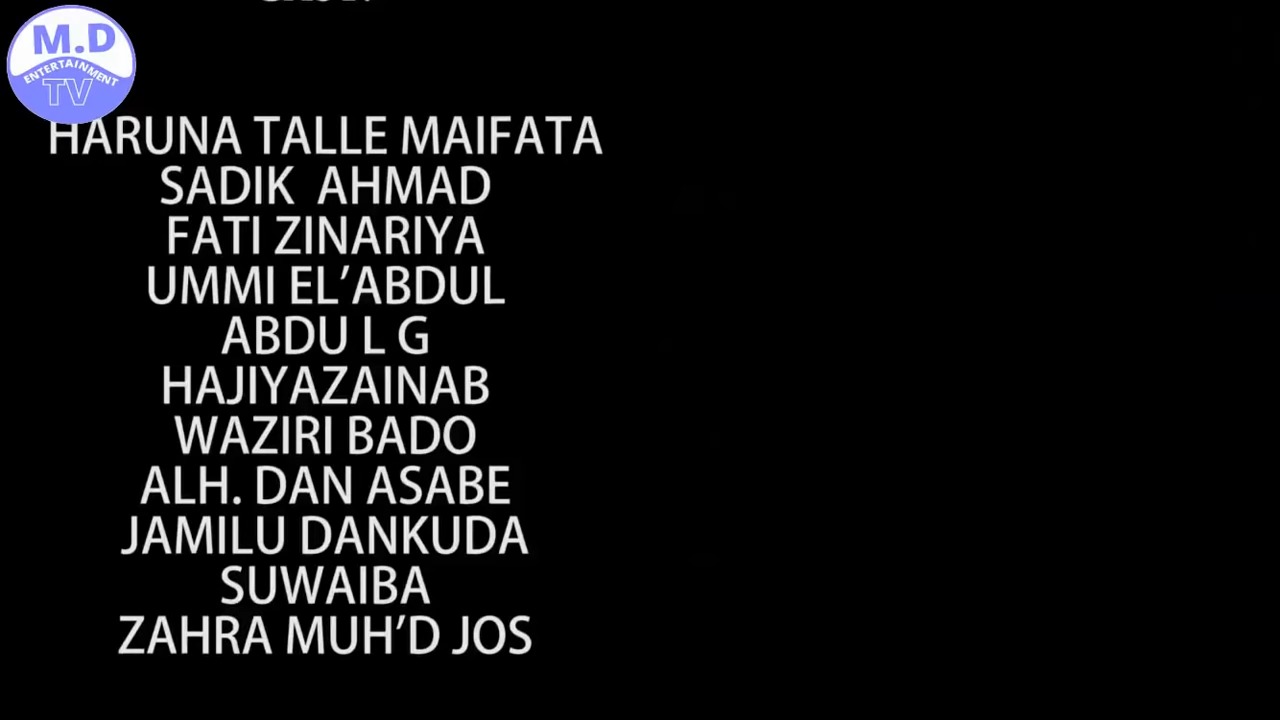 M.D
ENTERTAINMENT
TV
HARUNA TALLE MAIFATA
SADIK AHMAD
FATI ZINARIYA
UMMI EL’ABDUL
ABDU L G
HAJIYAZAINAB
WAZIRI BADO
ALH. DAN ASABE
JAMILU DANKUDA
SUWAIBA
ZAHRA MUH’D JOS